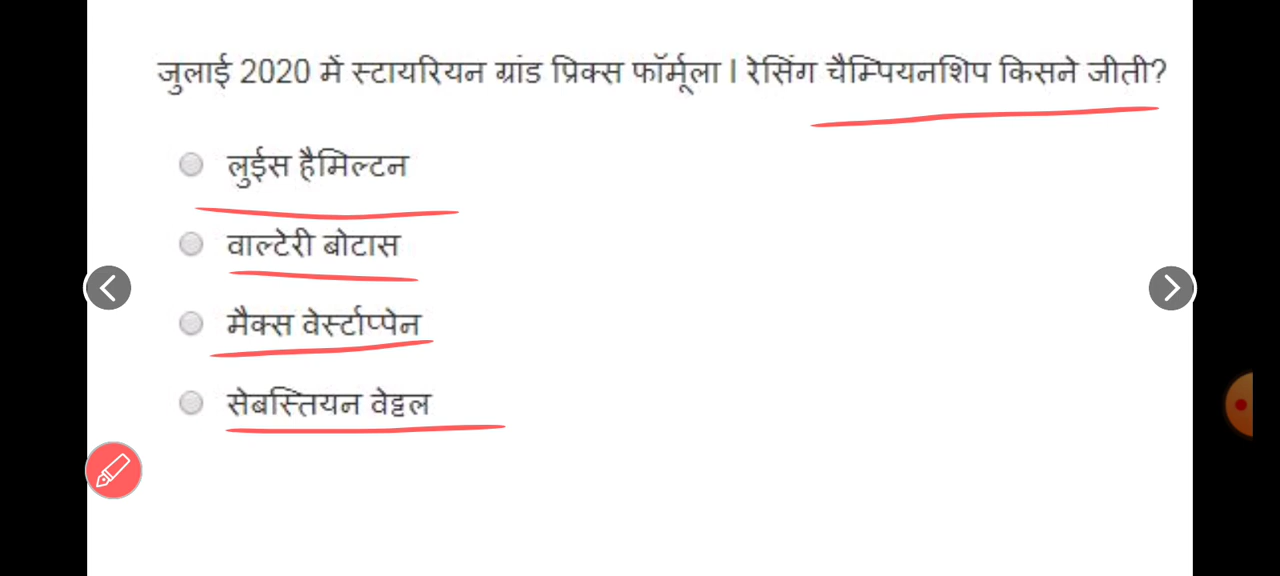 जुलाई 2020 में स्टायरियन ग्रांड प्रिक्स फॉर्मूला I रेसिंग चैम्पियनशिप किसने जीती?
लुईस हैमिल्टन
वाल्टेरी बोटास
मैक्स वेर्स्टाप्पेन
सेबस्तियन वेट्टल